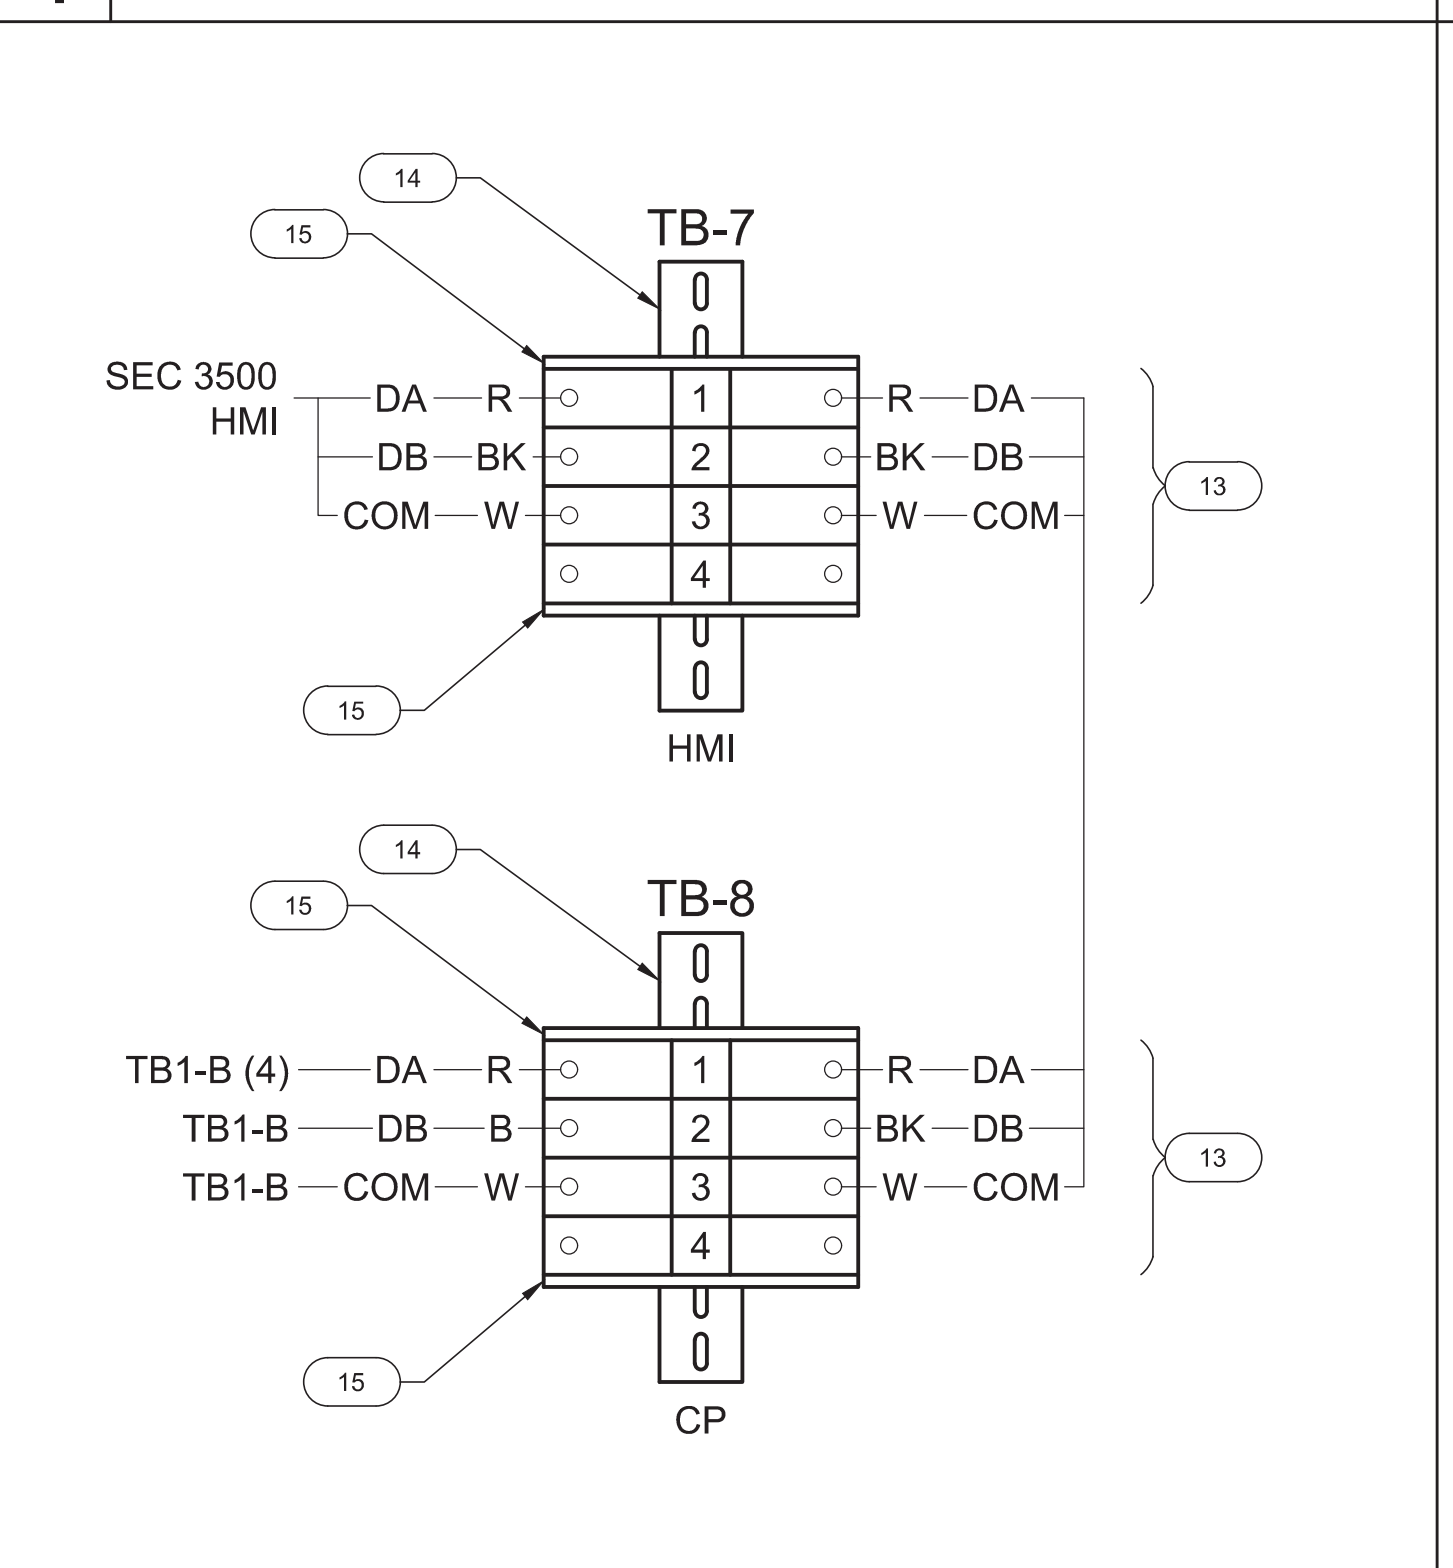 14
TB-7
15
SEC 3500
HMI
DA R 1 R DA
DB BK 2 BK DB
COM W 3 W COM
4
13
15
HMI
14
TB-8
15
TB1-B (4) DA R 1 R DA
TB1-B DB B 2 BK DB
TB1-B COM W 3 W COM
4
13
15
CP